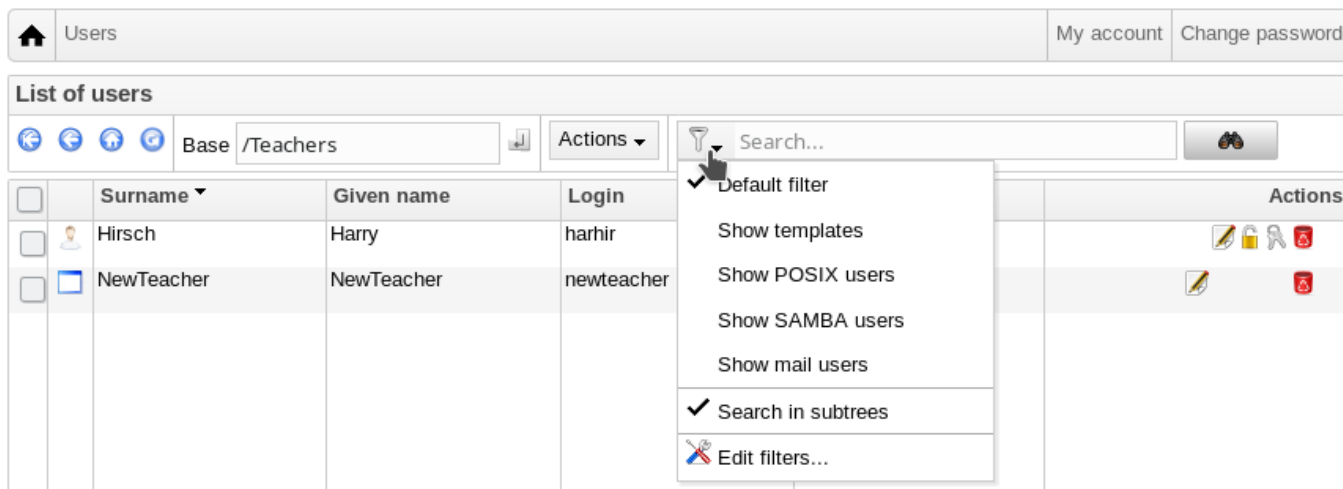 Users My account Change password
List of users
Base /Teachers Actions Search...
Surname Given name Login Actions
Default filter
Hirsch Harry harhir
Show templates
Show POSIX users
NewTeacher NewTeacher newteacher
Show SAMBA users
Show mail users
Search in subtrees
Edit filters...